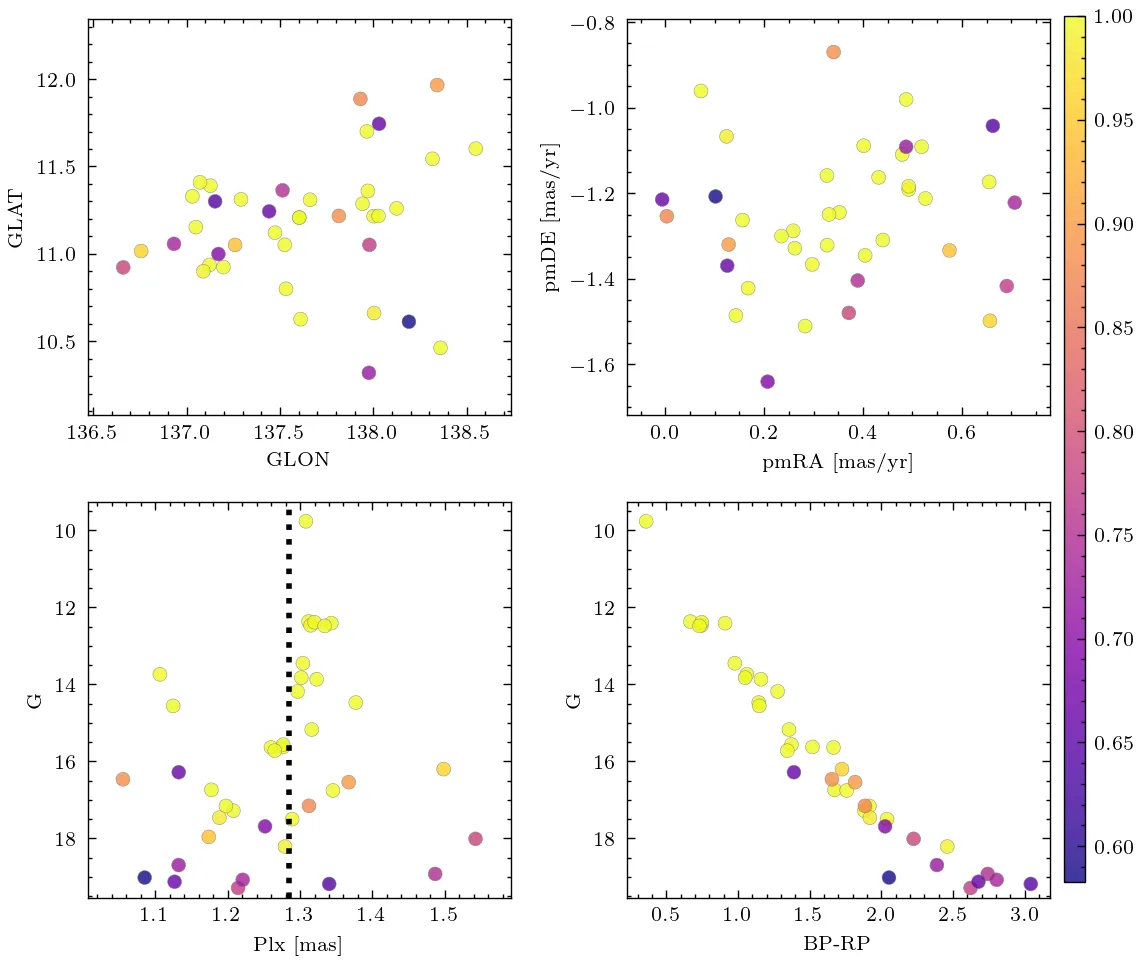 12.0
11.5
11.0
10.5
GLAT
136.5 137.0 137.5 138.0 138.5
GLON
−0.8
−1.0
−1.2
−1.4
−1.6
pmDE [mas/yr]
0.0 0.2 0.4 0.6
pmRA [mas/yr]
10
12
14
16
18
G
1.1 1.2 1.3 1.4 1.5
Plx [mas]
10
12
14
16
18
G
0.5 1.0 1.5 2.0 2.5 3.0
BP-RP
1.00
0.95
0.90
0.85
0.80
0.75
0.70
0.65
0.60